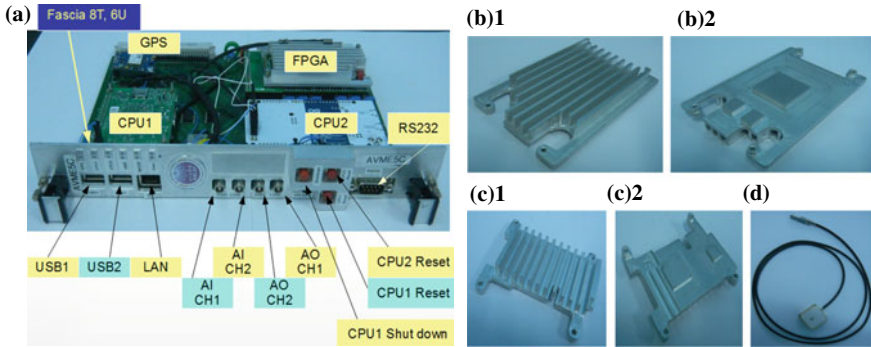 (a)
Fascia 8T, 6U
GPS
FPGA
CPU1
CPU2
RS232
AVME5C
AVME5C
USB1
USB2
LAN
AI
CH1
AI
CH2
AO
CH2
AO
CH1
CPU2 Reset
CPU1 Reset
CPU1 Shut down
(b)1
(b)2
(c)1
(c)2
(d)